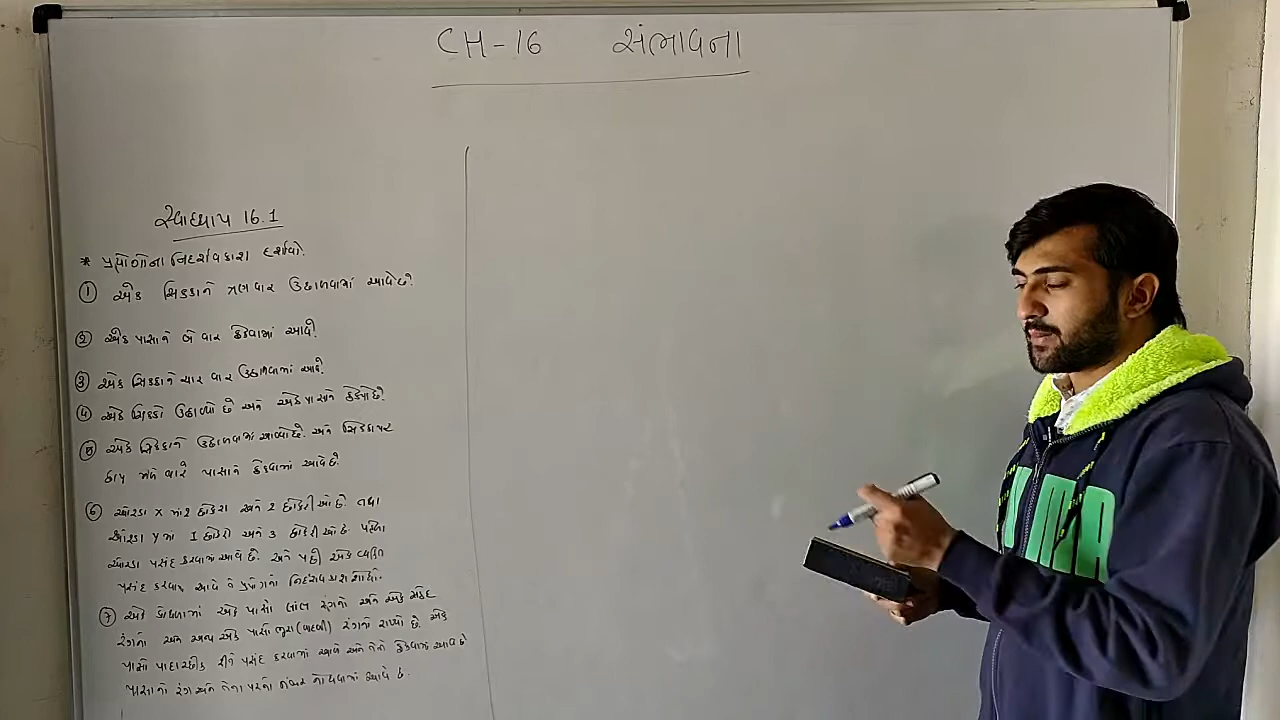 CH-16 સંભાવના
સ્વાધ્યાય 16.1
* પ્રયોગોના નિદર્શાવકાશ દર્શાવો.
① એક સિક્કાને ત્રણ વાર ઉછાળવામાં આવે છે.
② એક પાસાને બે વાર ફેંકવામાં આવે.
③ એક સિક્કાને ચાર વાર ઉછાળવામાં આવે.
④ એક સિક્કો ઉછાળ્યો છે અને એક પાસાને ફેંક્યો છે.
⑤ એક સિક્કાને ઉછાળવામાં આવ્યો છે. અને સિક્કા પર
છાપ મળે ત્યારે પાસાને ફેંકવામાં આવે છે.
⑥ ઓરડા X માં 2 છોકરા અને 2 છોકરીઓ છે. તથા
ઓરડા Y માં 1 છોકરો અને 3 છોકરીઓ છે. પહેલા
ઓરડા પસંદ કરવામાં આવે છે. અને પછી એક વ્યક્તિ
પસંદ કરવામાં આવે તે પ્રયોગનો નિદર્શાવકાશ શોધો.
⑦ એક થેલામાં એક પાસો લાલ રંગનો અને એક સફેદ
રંગનો અને અન્ય એક પાસો ભૂરા (વાદળી) રંગનો રાખ્યો છે. એક
પાસો યાદચ્છિક રીતે પસંદ કરવામાં આવે અને તેને ફેંકવામાં આવે છે
પાસાનો રંગ અને તેના પરનો નંબર નોંધવામાં આવે છે.
UMA